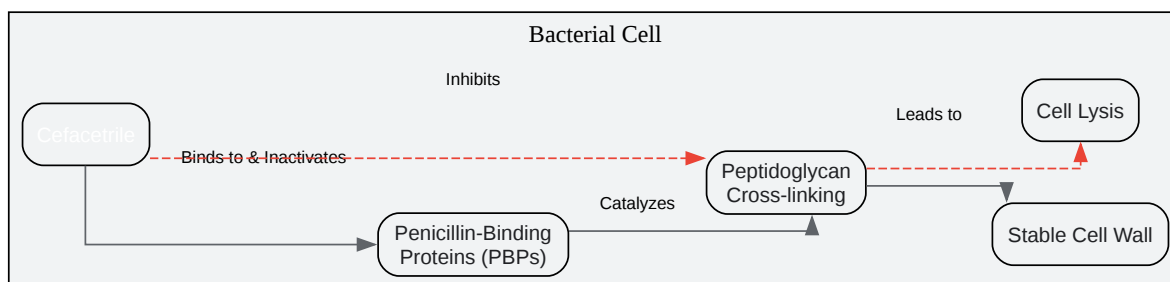 Bacterial Cell
Inhibits
Cefacetrile
Binds to & Inactivates
Penicillin-Binding
Proteins (PBPs)
Catalyzes
Peptidoglycan
Cross-linking
Leads to
Cell Lysis
Stable Cell Wall